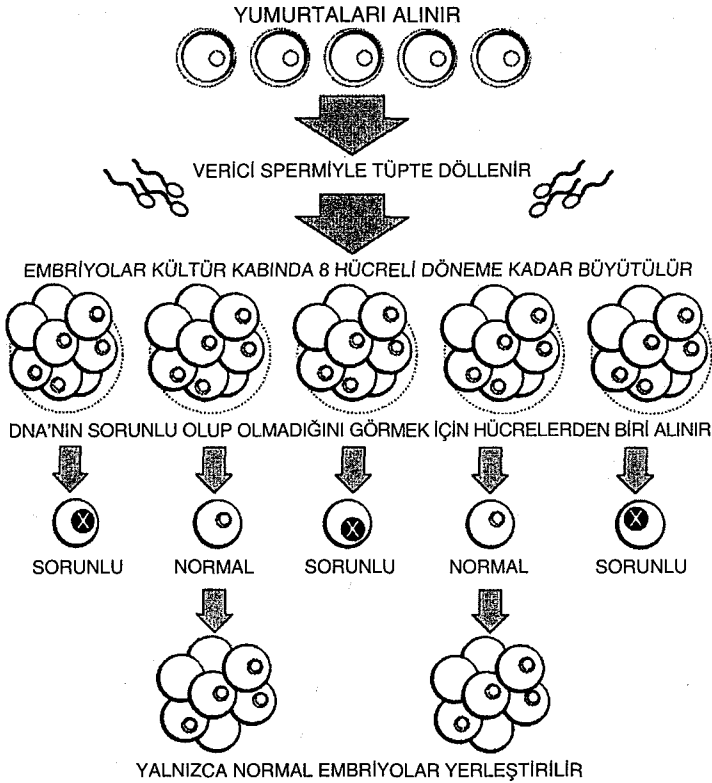 YUMURTALARI ALINIR
VERİCİ SPERMİYLE TÜPTE DÖLLENİR
EMBRİYOLAR KÜLTÜR KABINDA 8 HÜCRELİ DÖNEME KADAR BÜYÜTÜLÜR
DNA'NIN SORUNLU OLUP OLMADIĞINI GÖRMEK İÇİN HÜCRELERDEN BİRİ ALINIR
X X X
SORUNLU NORMAL SORUNLU NORMAL SORUNLU
YALNIZCA NORMAL EMBRİYOLAR YERLEŞTİRİLİR